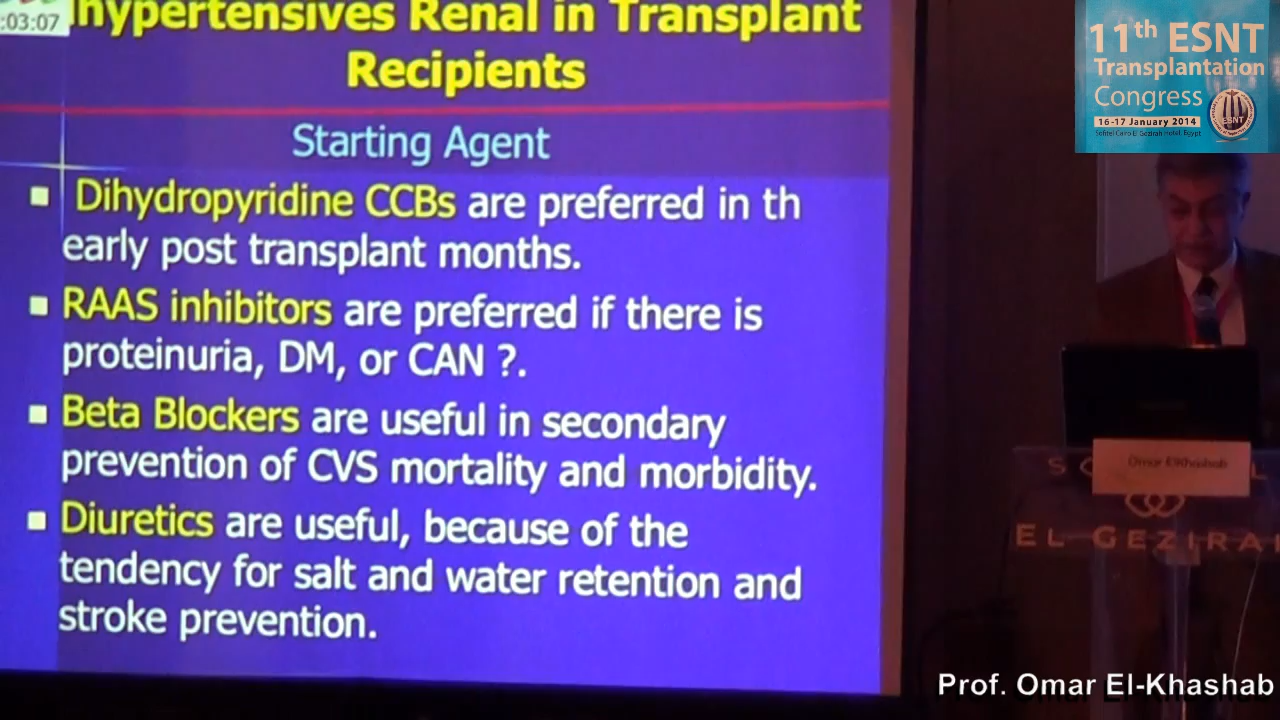 :03:07
hypertensives Renal in Transplant
Recipients
Starting Agent
▪ Dihydropyridine CCBs are preferred in th
early post transplant months.
▪ RAAS inhibitors are preferred if there is
proteinuria, DM, or CAN ?.
▪ Beta Blockers are useful in secondary
prevention of CVS mortality and morbidity.
▪ Diuretics are useful, because of the
tendency for salt and water retention and
stroke prevention.
11th ESNT
Transplantation
Congress
16-17 January 2014
Sofitel Cairo El Gezirah Hotel, Egypt
ESNT
Omar ElKhashab
EL GEZIRAH
Prof. Omar El-Khashab